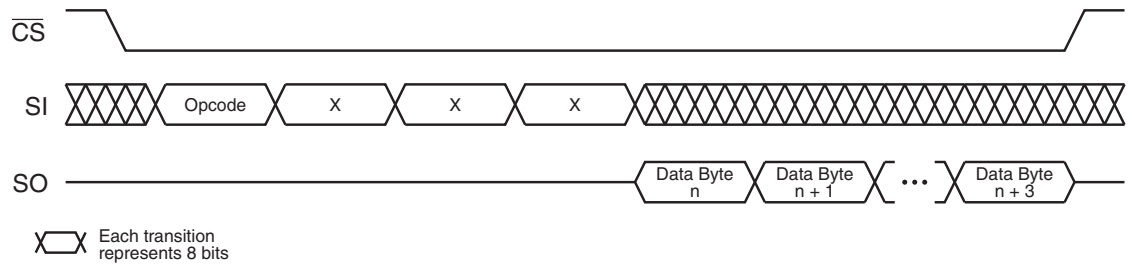 CS
SI
Opcode
X
X
X
SO
Data Byte
n
Data Byte
n + 1
•••
Data Byte
n + 3
Each transition
represents 8 bits